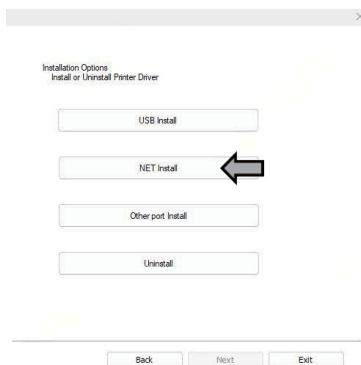 Installation Options
Install or Uninstall Printer Driver
USB Install
NET Install
Other port Install
Uninstall
Back Next Exit